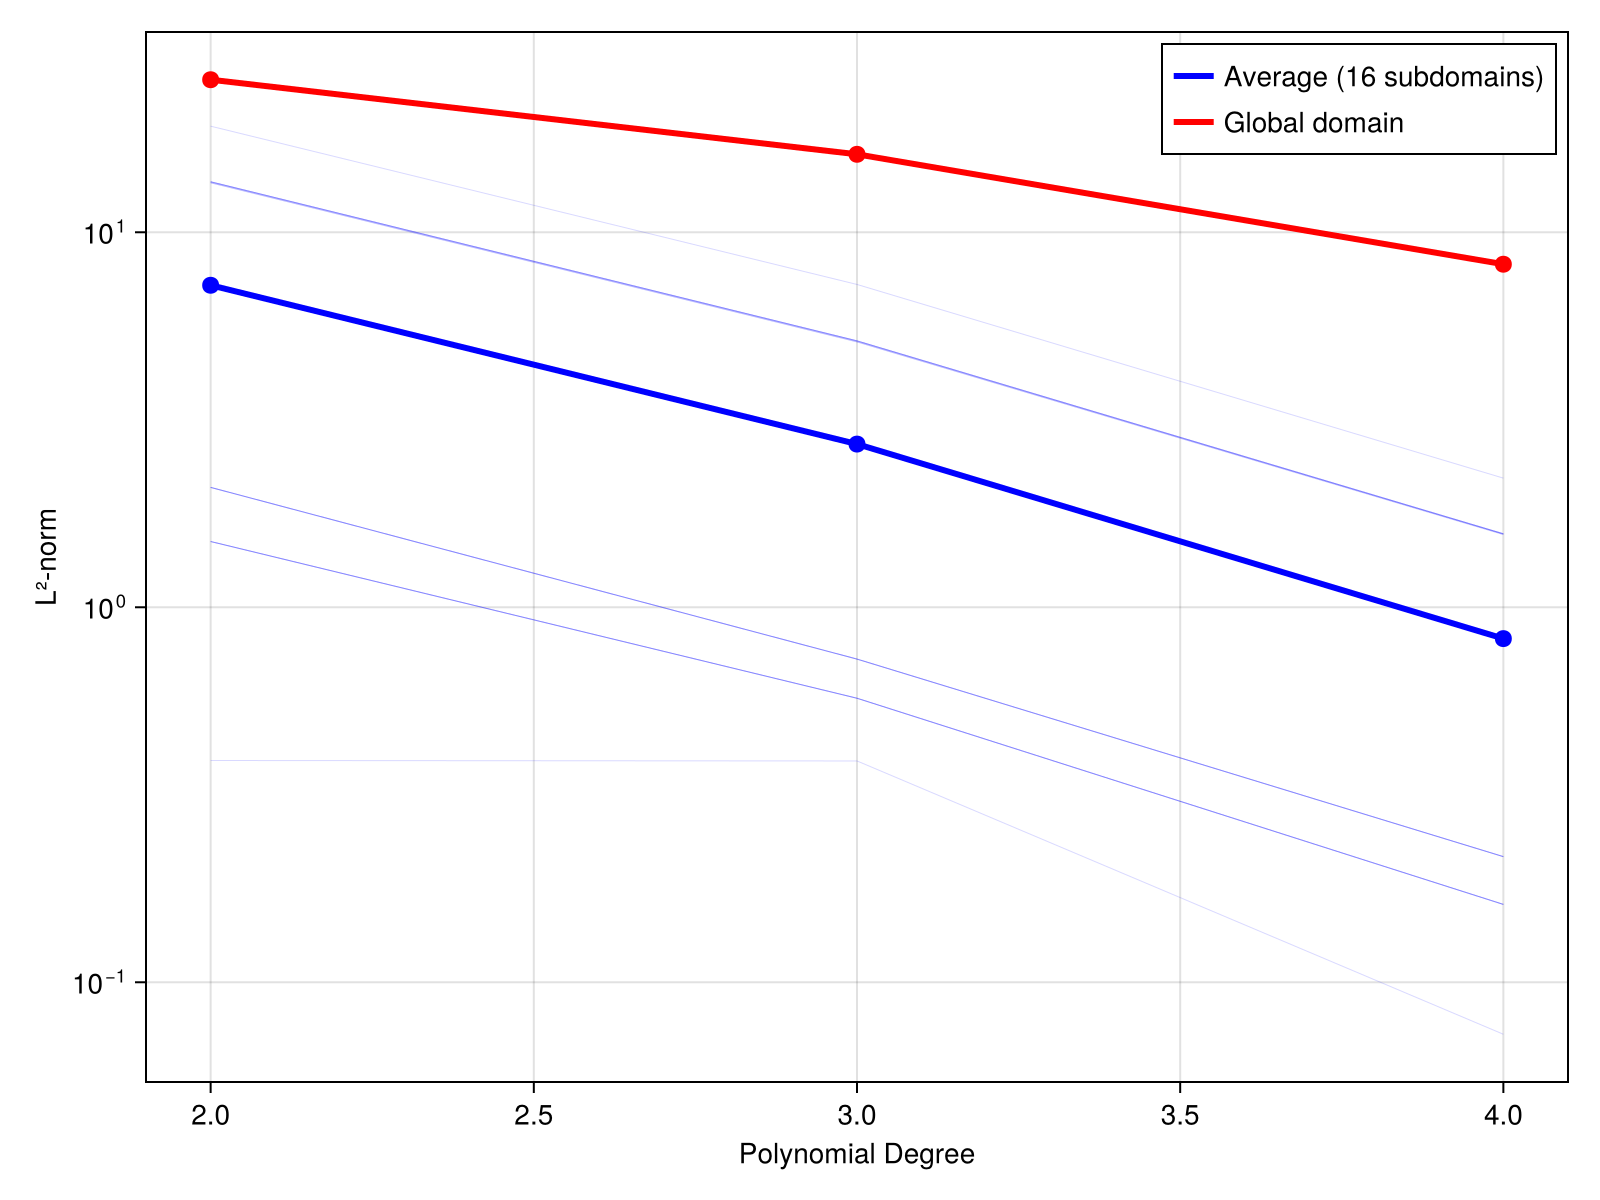 Average (16 subdomains)
Global domain
10¹
10⁰
10⁻¹
L²-norm
2.0 2.5 3.0 3.5 4.0
Polynomial Degree